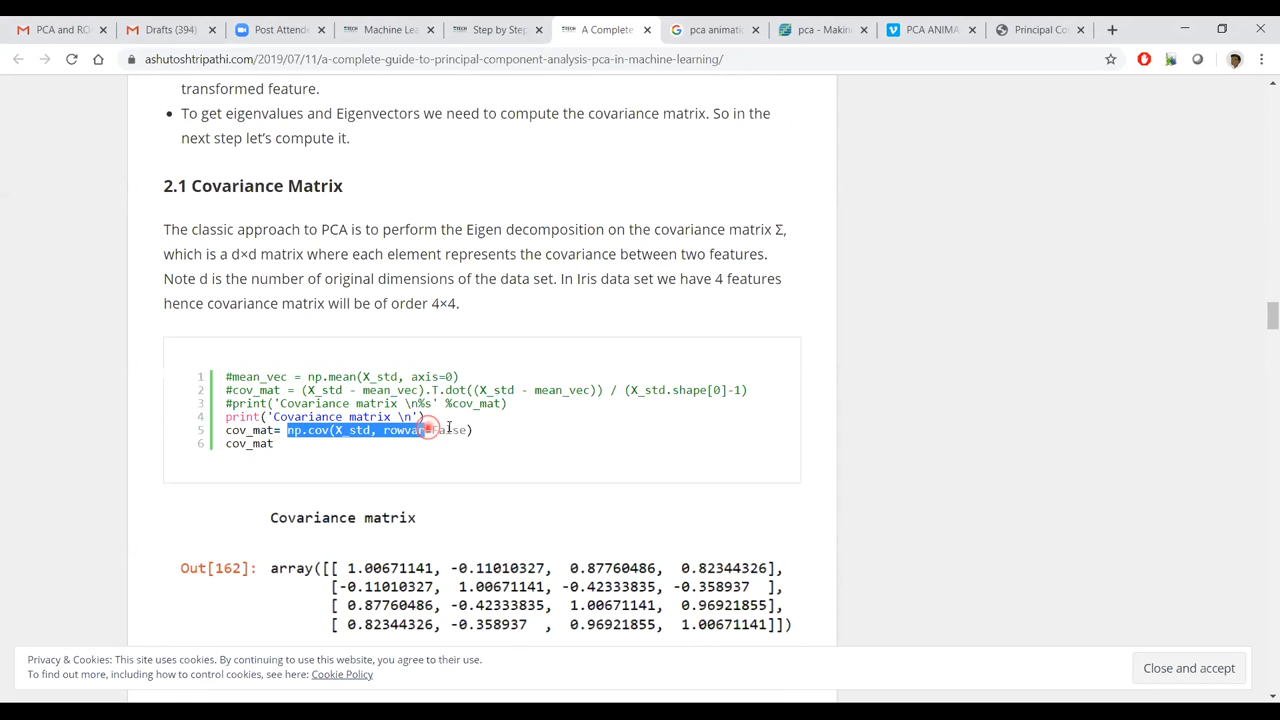 PCA and RO
Drafts (394)
Post Attende
Machine Lea
Step by Step
A Complete
pca animati
pca - Makin
PCA ANIMA
Principal Co
ashutoshtripathi.com/2019/07/11/a-complete-guide-to-principal-component-analysis-pca-in-machine-learning/
transformed feature.
• To get eigenvalues and Eigenvectors we need to compute the covariance matrix. So in the
next step let’s compute it.
2.1 Covariance Matrix
The classic approach to PCA is to perform the Eigen decomposition on the covariance matrix Σ,
which is a d×d matrix where each element represents the covariance between two features.
Note d is the number of original dimensions of the data set. In Iris data set we have 4 features
hence covariance matrix will be of order 4×4.
1 #mean_vec = np.mean(X_std, axis=0)
2 #cov_mat = (X_std - mean_vec).T.dot((X_std - mean_vec)) / (X_std.shape[0]-1)
3 #print('Covariance matrix \n%s' %cov_mat)
4 print('Covariance matrix \n')
5 cov_mat= np.cov(X_std, rowvar=False)
6 cov_mat
Covariance matrix
Out[162]: array([[ 1.00671141, -0.11010327, 0.87760486, 0.82344326],
[-0.11010327, 1.00671141, -0.42333835, -0.358937 ],
[ 0.87760486, -0.42333835, 1.00671141, 0.96921855],
[ 0.82344326, -0.358937 , 0.96921855, 1.00671141]])
Privacy & Cookies: This site uses cookies. By continuing to use this website, you agree to their use.
To find out more, including how to control cookies, see here: Cookie Policy
Close and accept